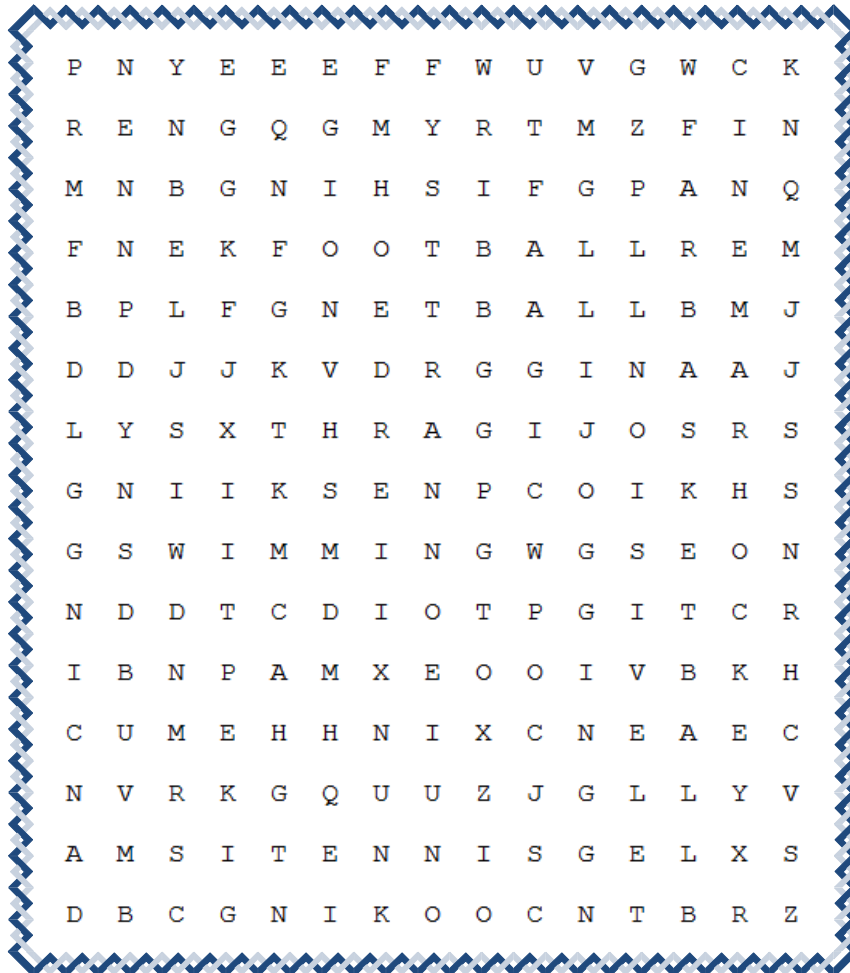 P N Y E E E F F W U V G W C K
R E N G Q G M Y R T M Z F I N
M N B G N I H S I F G P A N Q
F N E K F O O T B A L L R E M
B P L F G N E T B A L L B M J
D D J J K V D R G G I N A A J
L Y S X T H R A G I J O S R S
G N I I K S E N P C O I K H S
G S W I M M I N G W G S E O N
N D D T C D I O T P G I T C R
I B N P A M X E O O I V B K H
C U M E H H N I X C N E A E C
N V R K G Q U U Z J G L L Y V
A M S I T E N N I S G E L X S
D B C G N I K O O C N T B R Z